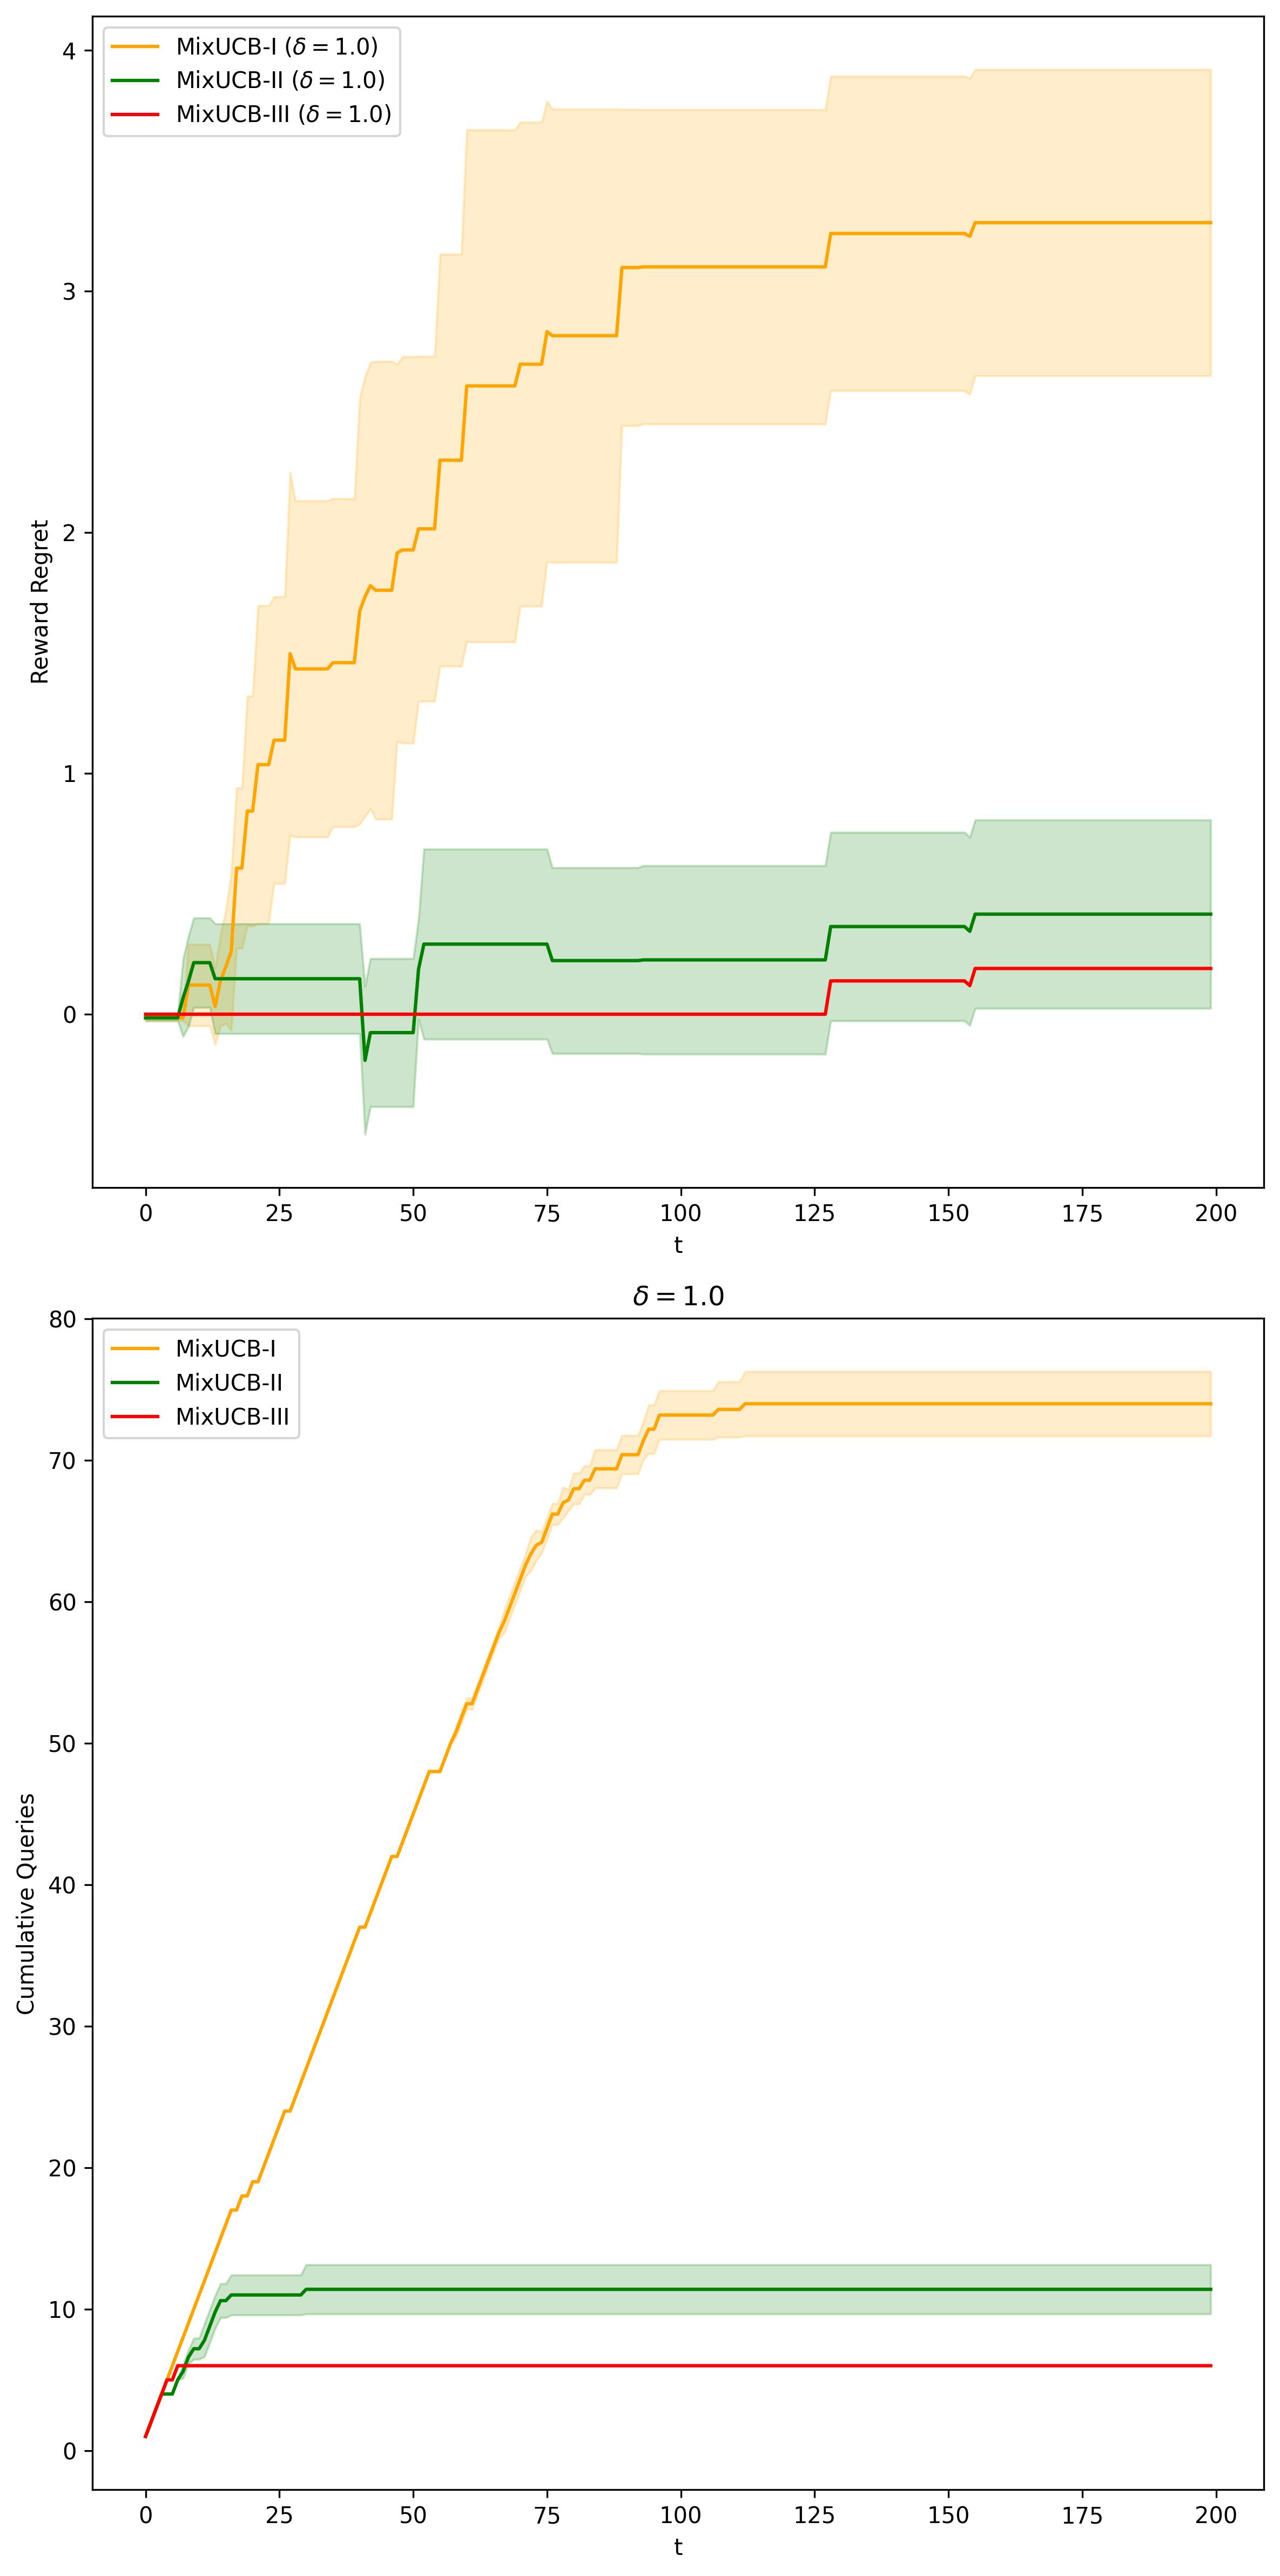 MixUCB-I (δ = 1.0)
MixUCB-II (δ = 1.0)
MixUCB-III (δ = 1.0)
4
3
2
1
0
Reward Regret
0 25 50 75 100 125 150 175 200
t
δ = 1.0
MixUCB-I
MixUCB-II
MixUCB-III
80
70
60
50
40
30
20
10
0
Cumulative Queries
0 25 50 75 100 125 150 175 200
t